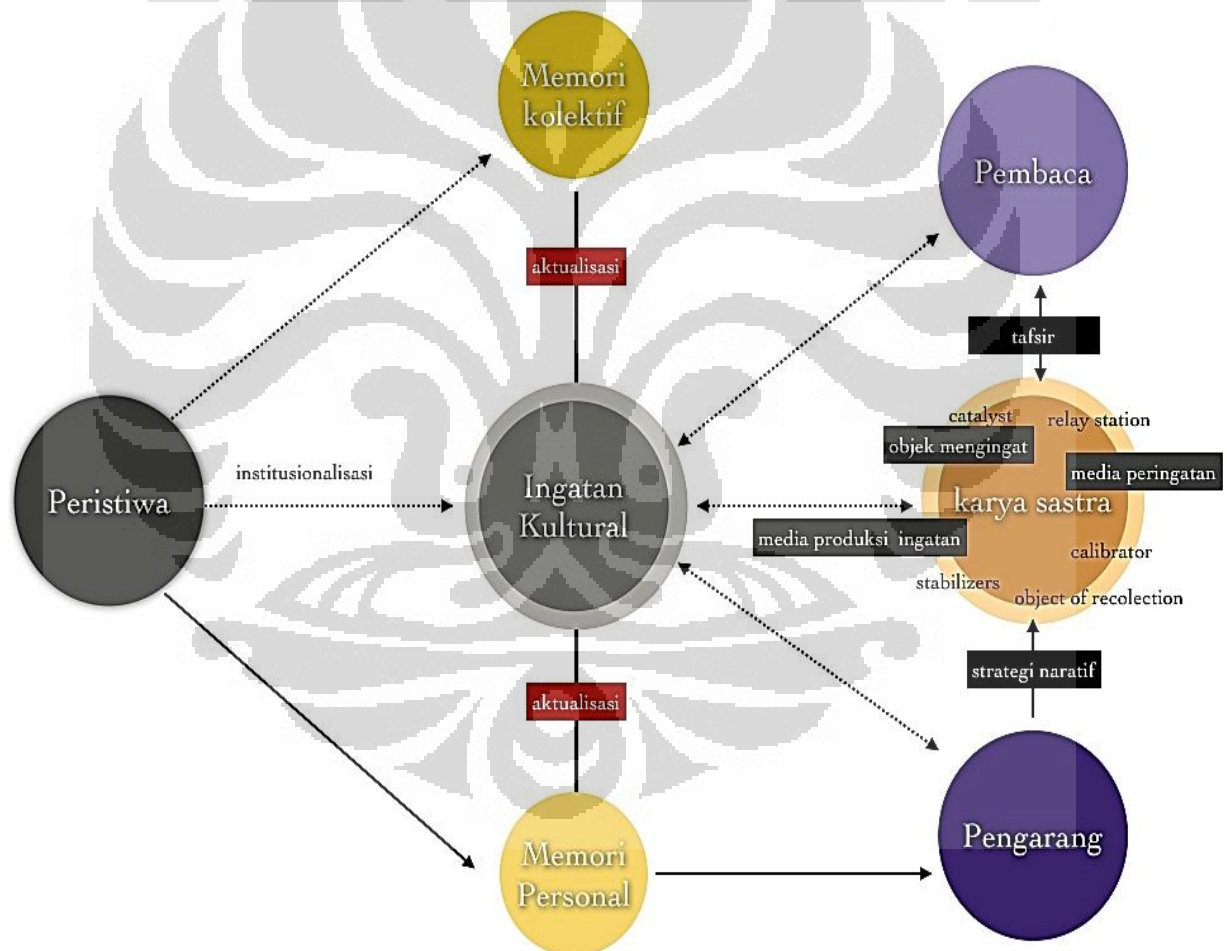 Memori
kolektif
Pembaca
aktualisasi
tafsir
catalyst
relay station
objek mengingat
media peringatan
institusionalisasi
Peristiwa
Ingatan
Kultural
karya sastra
media produksi ingatan
calibrator
stabilizers
object of recolection
strategi naratif
aktualisasi
Pengarang
Memori
Personal